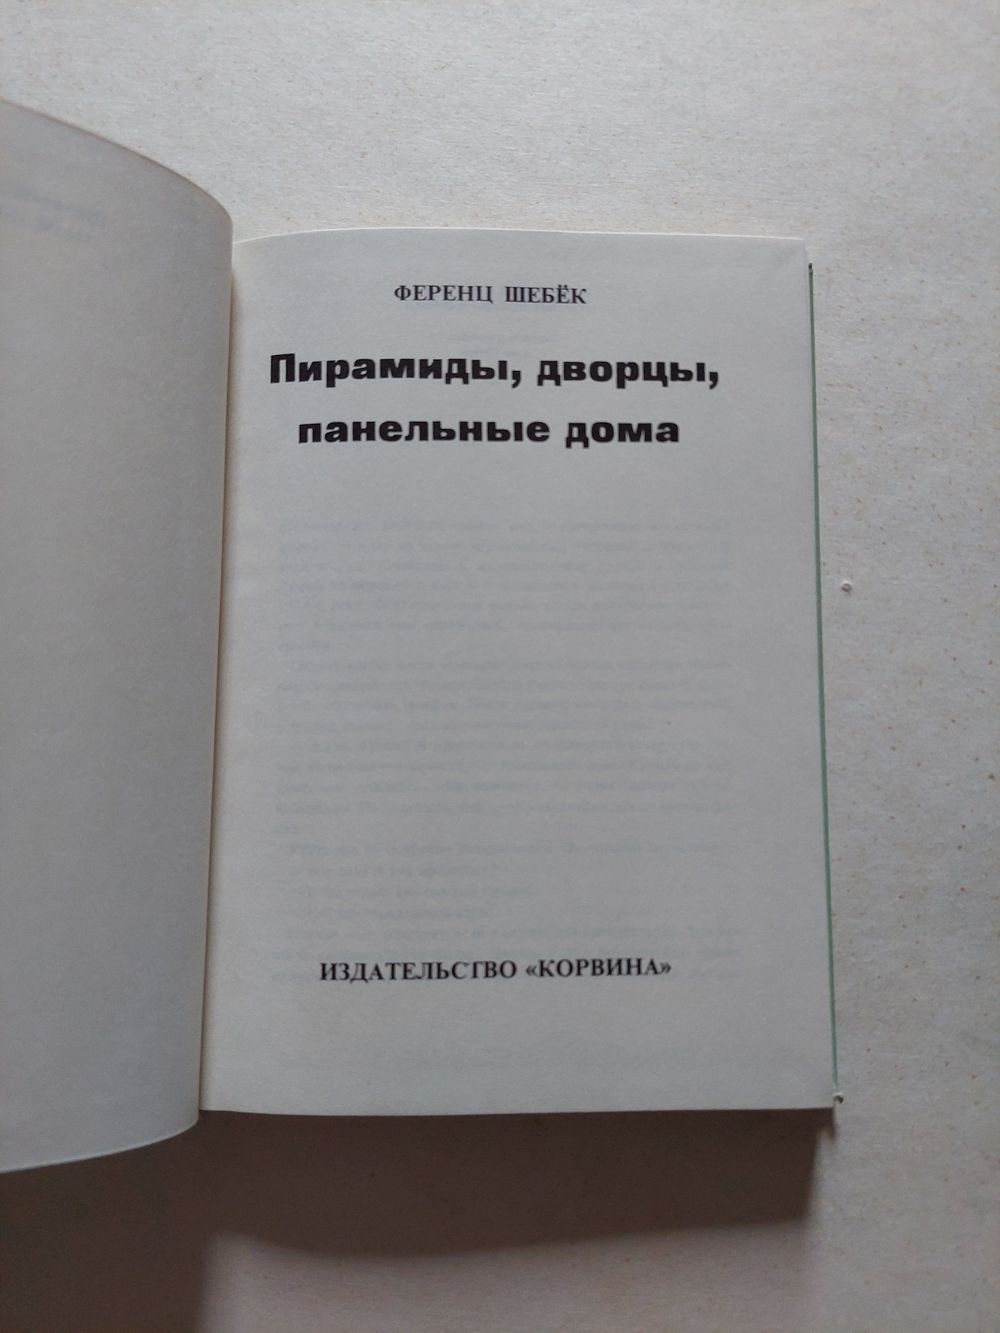 ФЕРЕНЦ ШЕБЁК
Пирамиды, дворцы,
панельные дома
ИЗДАТЕЛЬСТВО «КОРВИНА»